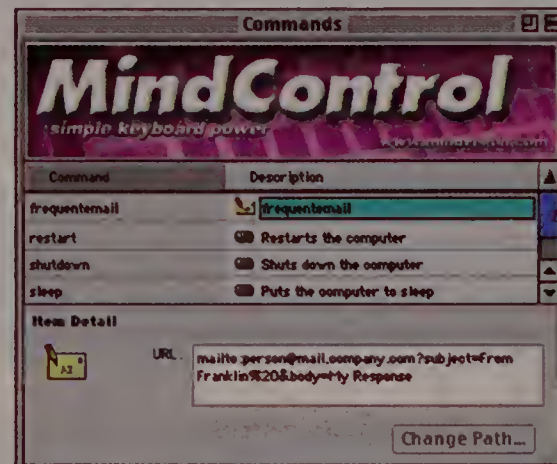 Commands
MindControl
simple keyboard power
Command Description
frequentemail frequentemail
restart Restarts the computer
shutdown Shuts down the computer
sleep Puts the computer to sleep
Item Detail
URL: mailto:person@mail.company.com?subject=From
Franklin%20&body=My Response
Change Path...